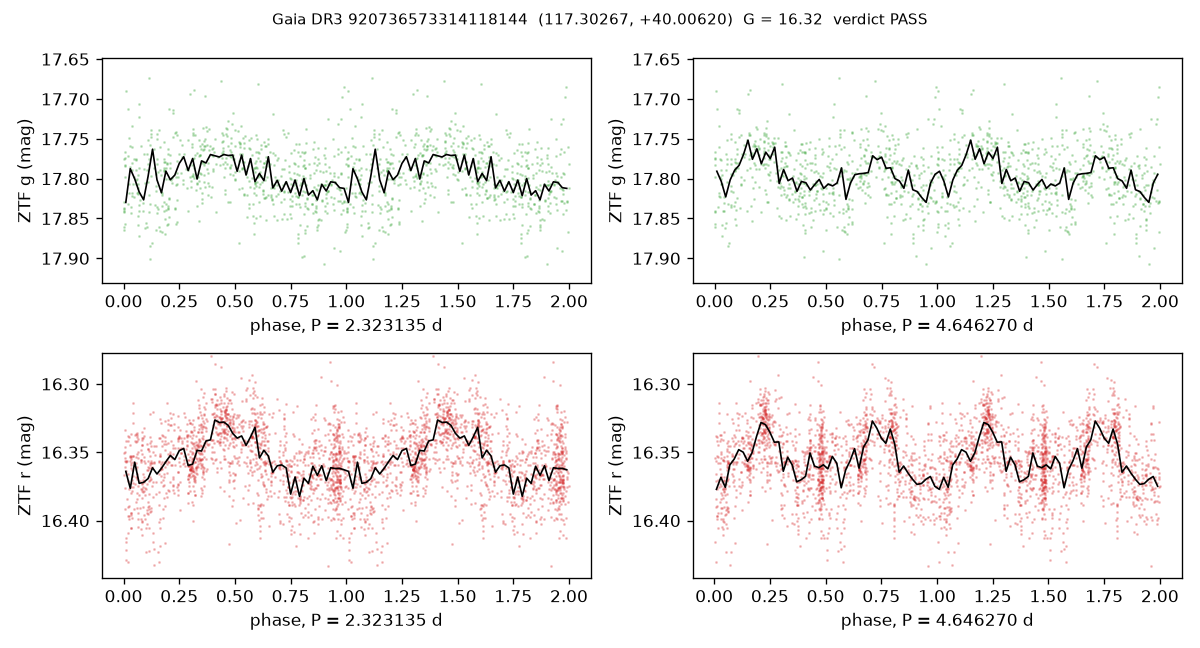 Gaia DR3 920736573314118144 (117.30267, +40.00620) G = 16.32 verdict PASS
17.65
17.70
17.75
17.80
17.85
17.90
ZTF g (mag)
0.00 0.25 0.50 0.75 1.00 1.25 1.50 1.75 2.00
phase, P = 2.323135 d
17.65
17.70
17.75
17.80
17.85
17.90
ZTF g (mag)
0.00 0.25 0.50 0.75 1.00 1.25 1.50 1.75 2.00
phase, P = 4.646270 d
16.30
16.35
16.40
ZTF r (mag)
0.00 0.25 0.50 0.75 1.00 1.25 1.50 1.75 2.00
phase, P = 2.323135 d
16.30
16.35
16.40
ZTF r (mag)
0.00 0.25 0.50 0.75 1.00 1.25 1.50 1.75 2.00
phase, P = 4.646270 d